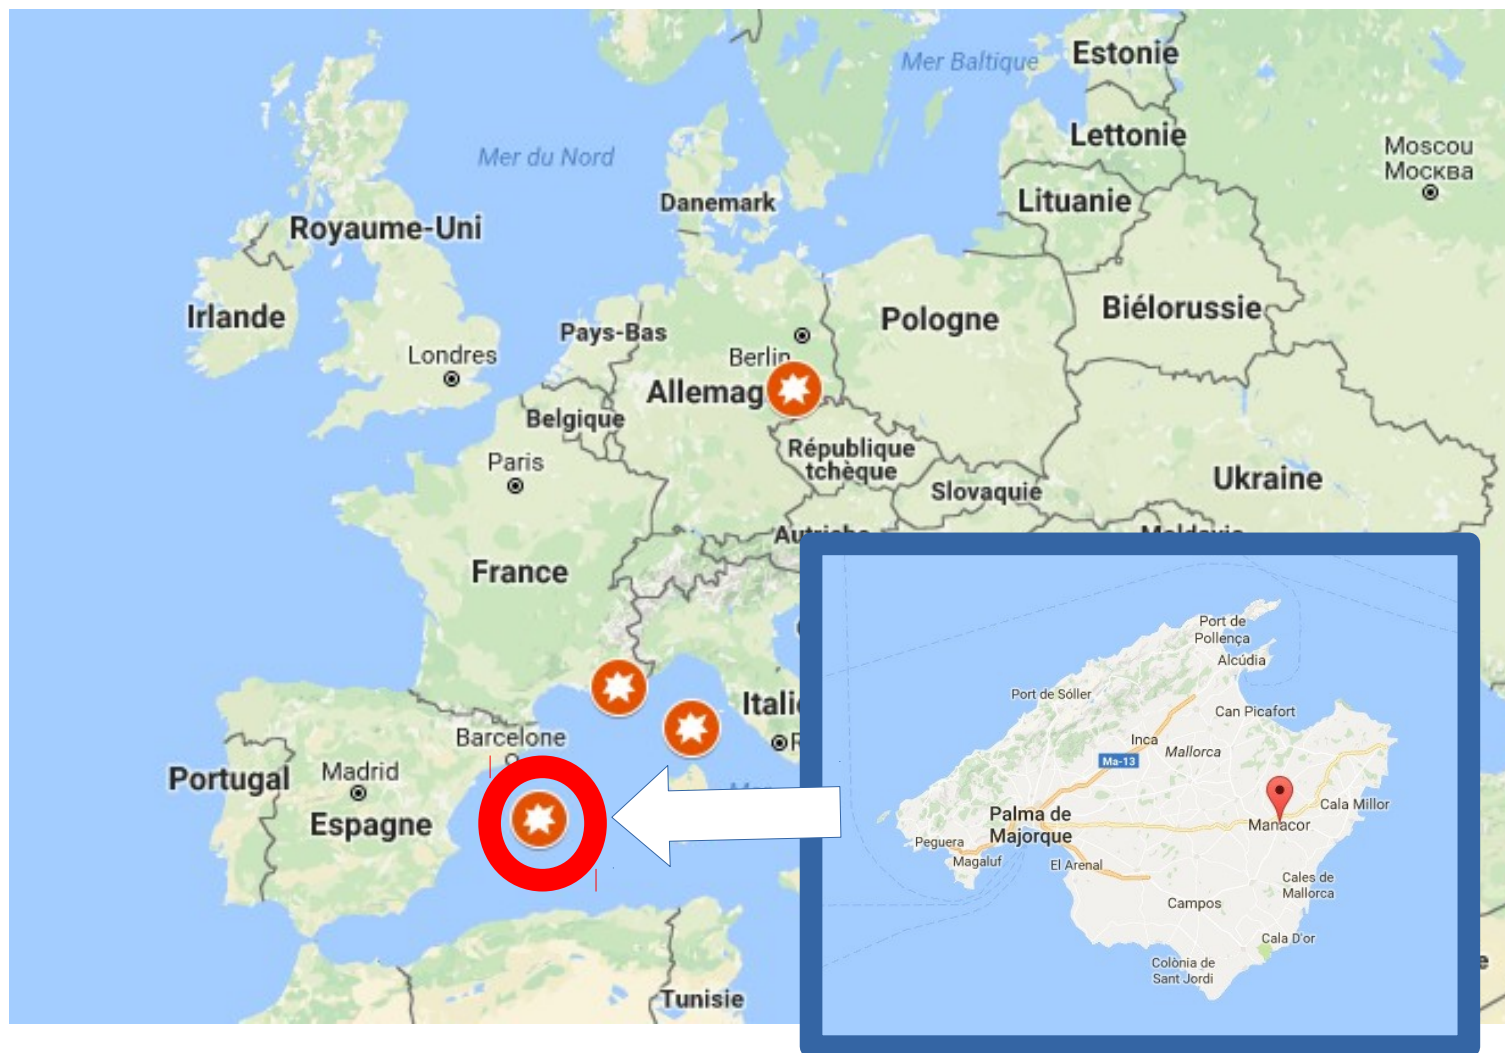 Mer Baltique
Estonie
Lettonie
Moscou
Москва
Mer du Nord
Danemark
Lituanie
Royaume-Uni
Irlande
Pays-Bas
Pologne
Biélorussie
Londres
Berlin
Allemag
Belgique
République
tchèque
Paris
Slovaquie
Ukraine
France
Barcelone
Itali
Portugal
Madrid
Espagne
Tunisie
Port de
Pollença
Alcúdia
Port de Sóller
Can Picafort
Inca
Mallorca
Ma-13
Palma de
Majorque
Cala Millor
Manacor
Peguera
Magaluf
El Arenal
Cales de
Mallorca
Campos
Cala D'or
Colònia de
Sant Jordi